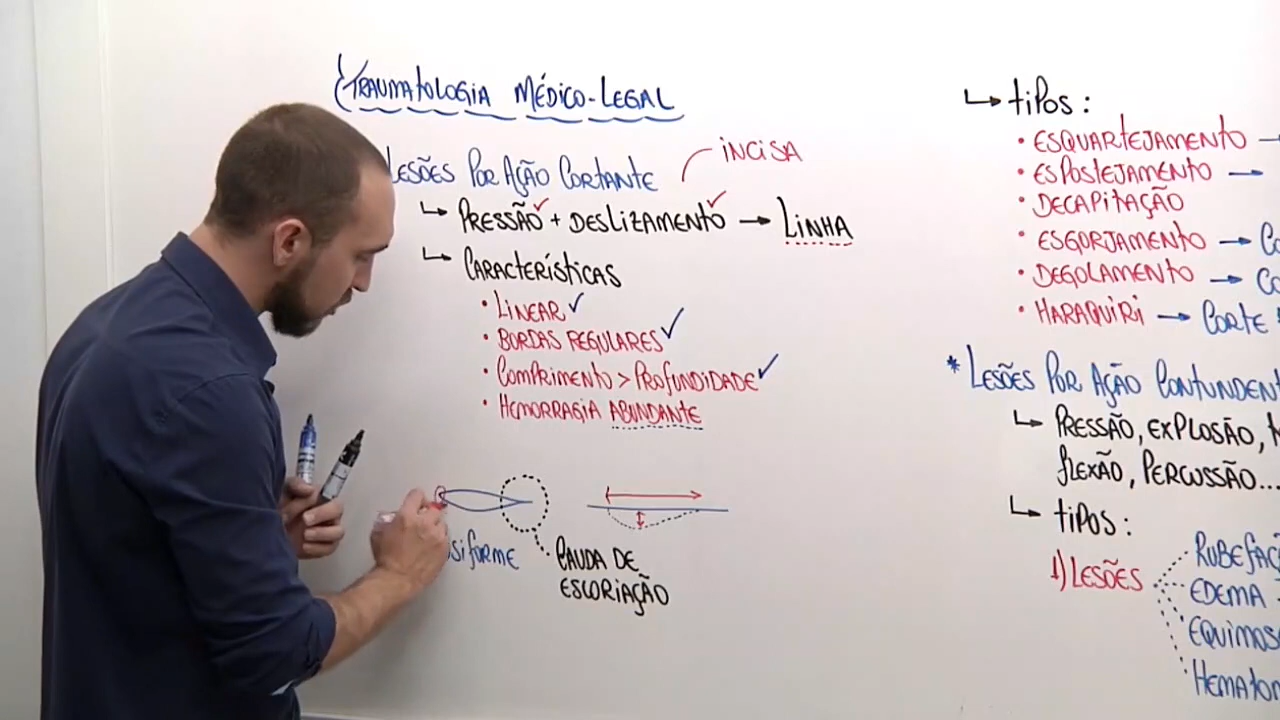 TRAUMATOLOGIA MÉDICO-LEGAL
LESÕES POR AÇÃO CORTANTE
INCISA
PRESSÃO + DESLIZAMENTO → LINHA
CARACTERÍSTICAS
• LINEAR
• BORDAS REGULARES
• COMPRIMENTO > PROFUNDIDADE
• HEMORRAGIA ABUNDANTE
CAUDA DE
ESCORIAÇÃO
TIPOS:
• ESQUARTEJAMENTO
• ESPOSTEJAMENTO →
• DECAPITAÇÃO
• ESGORJAMENTO →
• DEGOLAMENTO →
• HARAQUIRI → CORTE
* LESÕES POR AÇÃO
PRESSÃO, EXPLOSÃO,
FLEXÃO, PERCUSSÃO...
TIPOS:
1) LESÕES
EDEMA